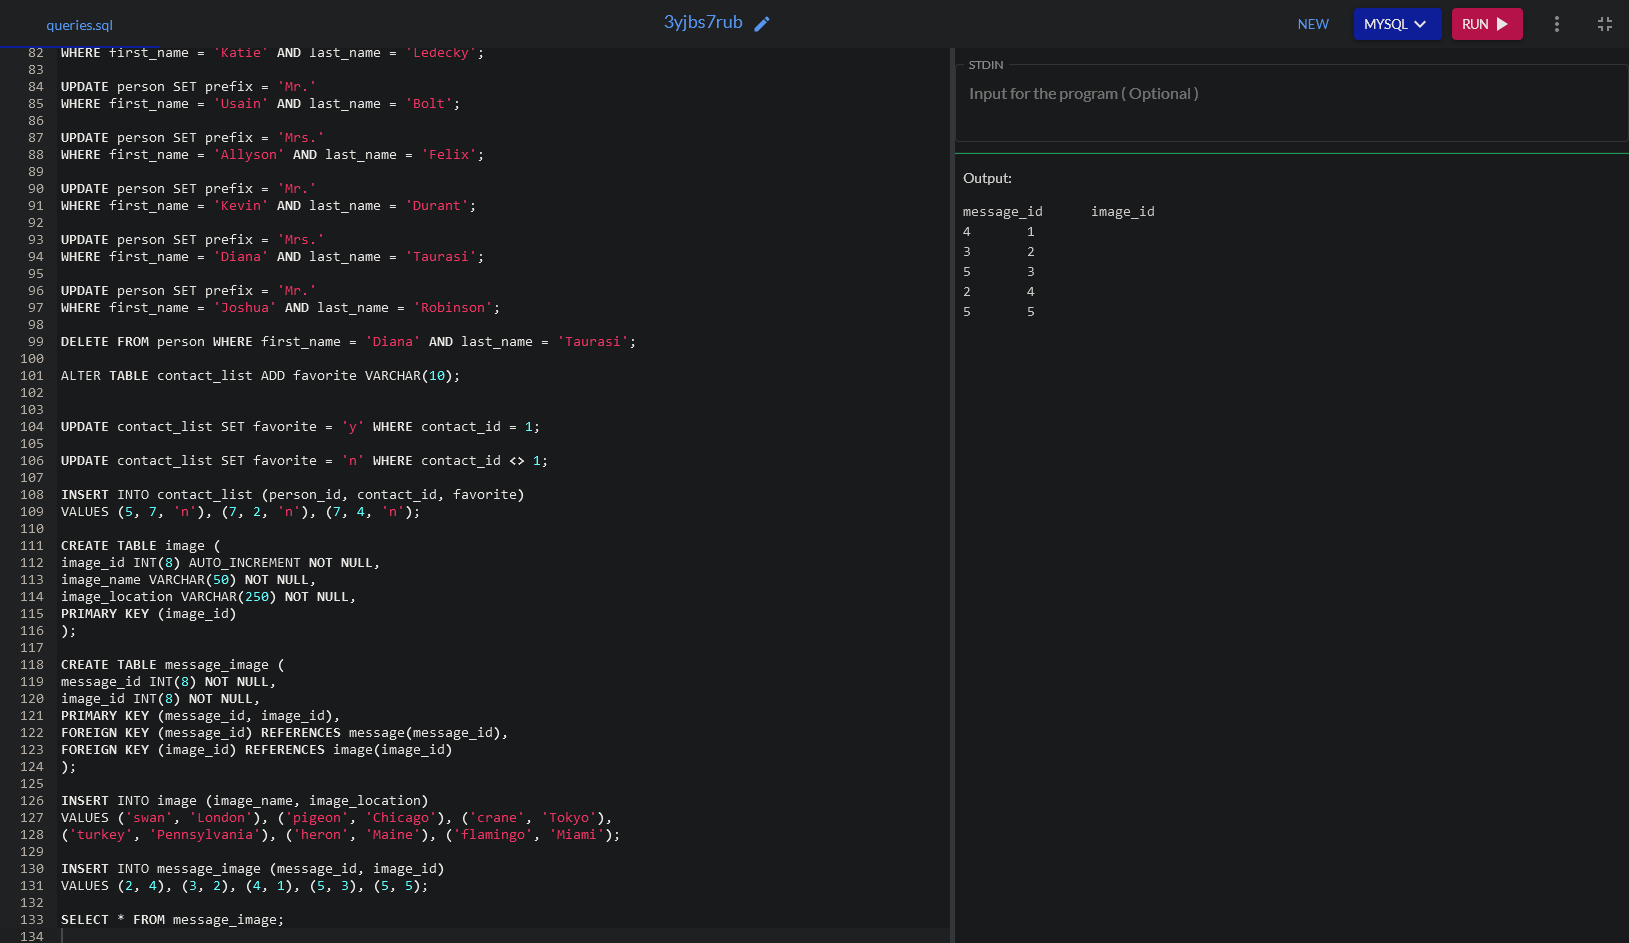 queries.sql
3yjbs7rub
NEW
MYSQL
RUN
82 WHERE first_name = 'Katie' AND last_name = 'Ledecky';
83
84 UPDATE person SET prefix = 'Mr.'
85 WHERE first_name = 'Usain' AND last_name = 'Bolt';
86
87 UPDATE person SET prefix = 'Mrs.'
88 WHERE first_name = 'Allyson' AND last_name = 'Felix';
89
90 UPDATE person SET prefix = 'Mr.'
91 WHERE first_name = 'Kevin' AND last_name = 'Durant';
92
93 UPDATE person SET prefix = 'Mrs.'
94 WHERE first_name = 'Diana' AND last_name = 'Taurasi';
95
96 UPDATE person SET prefix = 'Mr.'
97 WHERE first_name = 'Joshua' AND last_name = 'Robinson';
98
99 DELETE FROM person WHERE first_name = 'Diana' AND last_name = 'Taurasi';
100
101 ALTER TABLE contact_list ADD favorite VARCHAR(10);
102
103
104 UPDATE contact_list SET favorite = 'y' WHERE contact_id = 1;
105
106 UPDATE contact_list SET favorite = 'n' WHERE contact_id <> 1;
107
108 INSERT INTO contact_list (person_id, contact_id, favorite)
109 VALUES (5, 7, 'n'), (7, 2, 'n'), (7, 4, 'n');
110
111 CREATE TABLE image (
112 image_id INT(8) AUTO_INCREMENT NOT NULL,
113 image_name VARCHAR(50) NOT NULL,
114 image_location VARCHAR(250) NOT NULL,
115 PRIMARY KEY (image_id)
116 );
117
118 CREATE TABLE message_image (
119 message_id INT(8) NOT NULL,
120 image_id INT(8) NOT NULL,
121 PRIMARY KEY (message_id, image_id),
122 FOREIGN KEY (message_id) REFERENCES message(message_id),
123 FOREIGN KEY (image_id) REFERENCES image(image_id)
124 );
125
126 INSERT INTO image (image_name, image_location)
127 VALUES ('swan', 'London'), ('pigeon', 'Chicago'), ('crane', 'Tokyo'),
128 ('turkey', 'Pennsylvania'), ('heron', 'Maine'), ('flamingo', 'Miami');
129
130 INSERT INTO message_image (message_id, image_id)
131 VALUES (2, 4), (3, 2), (4, 1), (5, 3), (5, 5);
132
133 SELECT * FROM message_image;
134
STDIN
Input for the program ( Optional )
Output:
message_id image_id
4 1
3 2
5 3
2 4
5 5